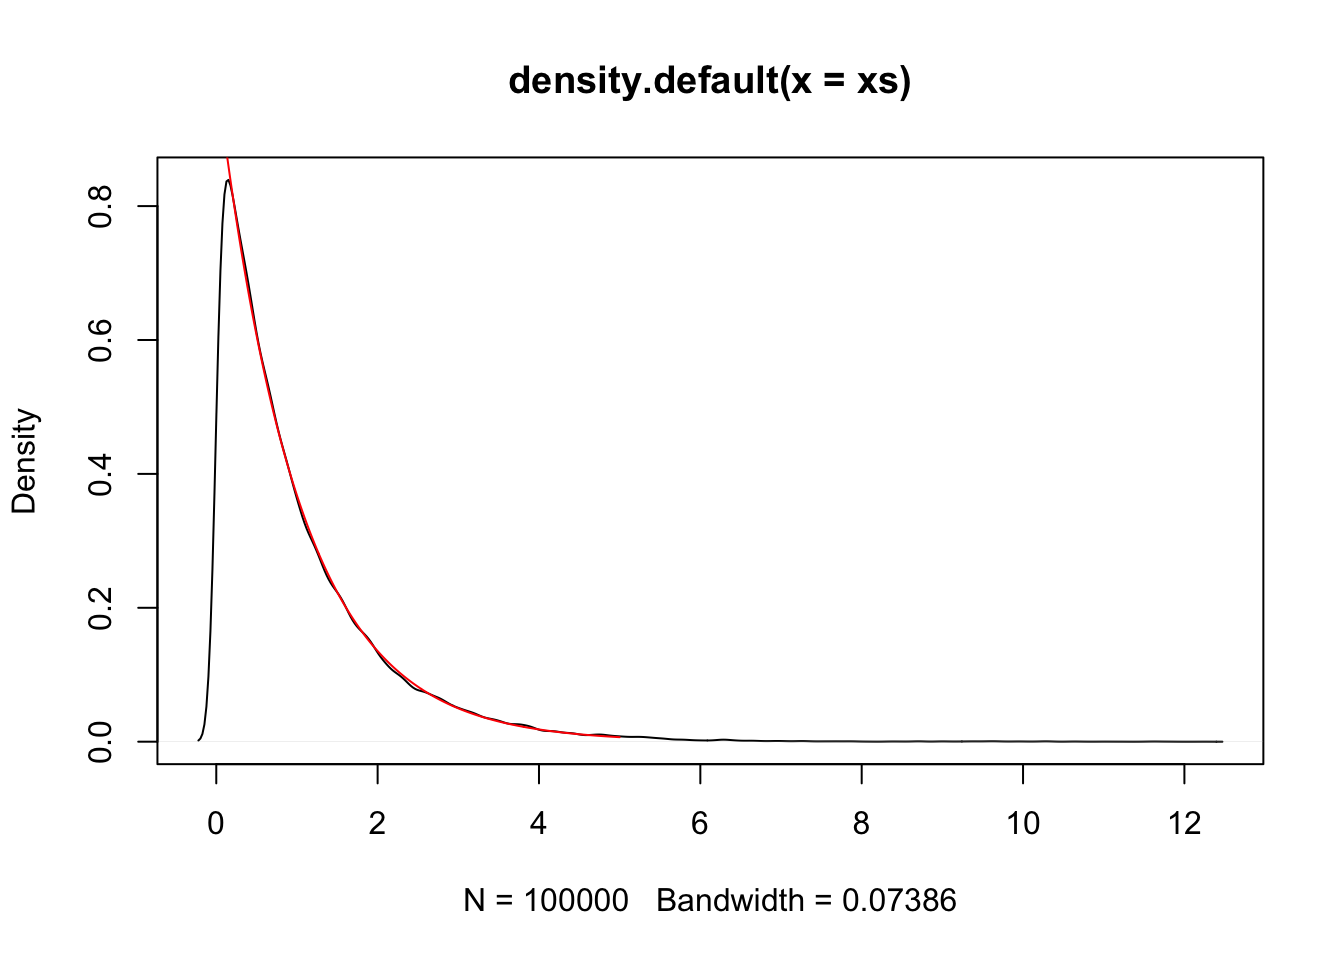 density.default(x = xs)
Density
0.8
0.6
0.4
0.2
0.0
0 2 4 6 8 10 12
N = 100000 Bandwidth = 0.07386